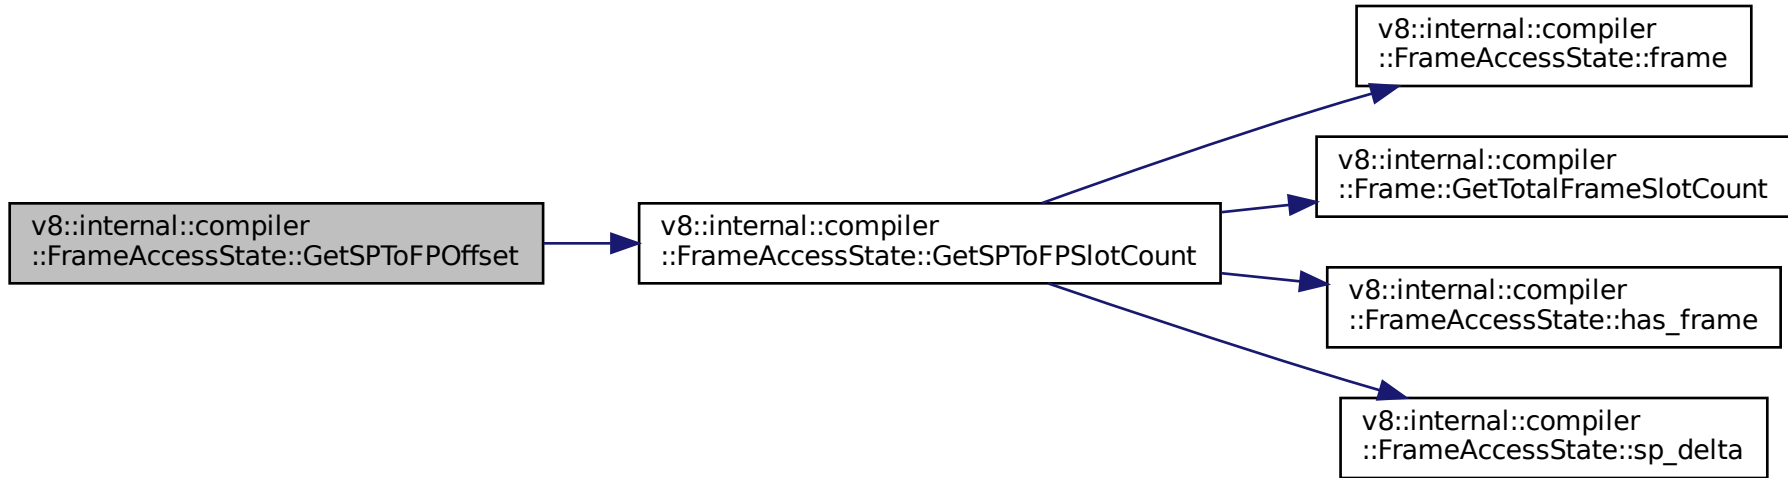 v8::internal::compiler
::FrameAccessState::GetSPToFPOffset
v8::internal::compiler
::FrameAccessState::GetSPToFPSlotCount
v8::internal::compiler
::FrameAccessState::frame
v8::internal::compiler
::Frame::GetTotalFrameSlotCount
v8::internal::compiler
::FrameAccessState::has_frame
v8::internal::compiler
::FrameAccessState::sp_delta